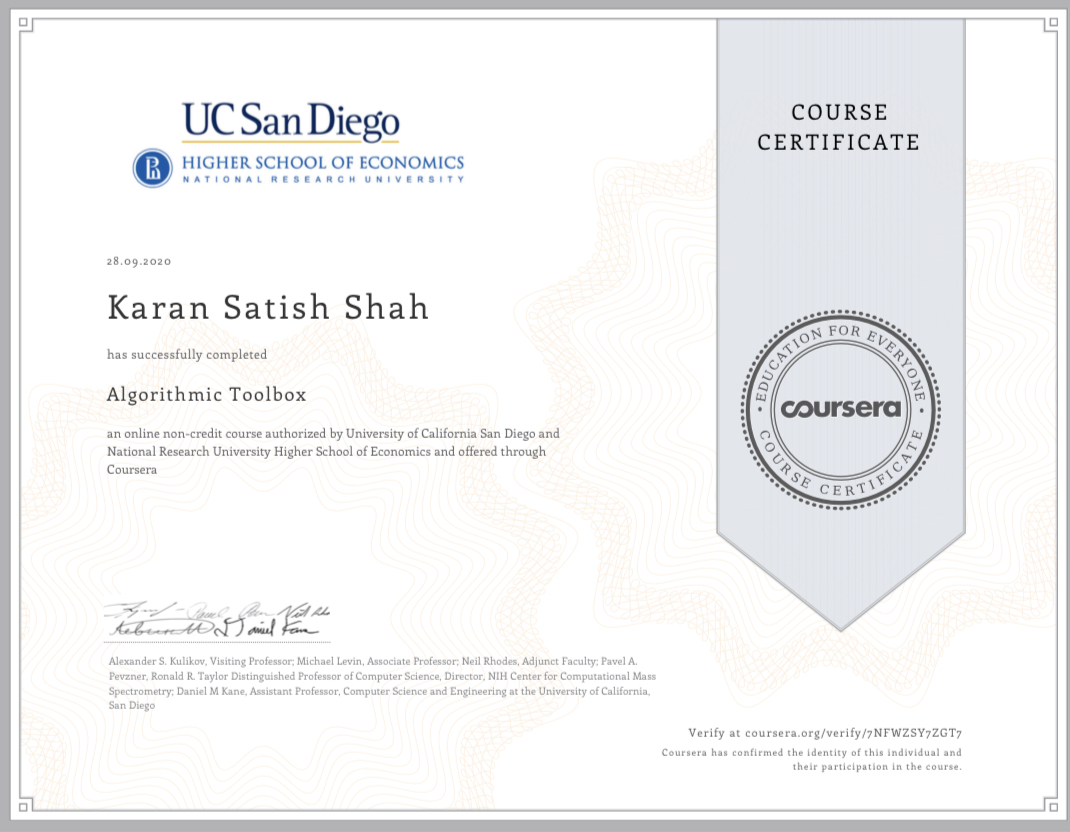 UC San Diego
HIGHER SCHOOL OF ECONOMICS
NATIONAL RESEARCH UNIVERSITY
COURSE
CERTIFICATE
28.09.2020
Karan Satish Shah
has successfully completed
Algorithmic Toolbox
an online non-credit course authorized by University of California San Diego and
National Research University Higher School of Economics and offered through
Coursera
EDUCATION FOR EVERYONE
coursera
COURSE CERTIFICATE
Alexander S. Kulikov, Visiting Professor; Michael Levin, Associate Professor; Neil Rhodes, Adjunct Faculty; Pavel A.
Pevzner, Ronald R. Taylor Distinguished Professor of Computer Science, Director, NIH Center for Computational Mass
Spectrometry; Daniel M Kane, Assistant Professor, Computer Science and Engineering at the University of California,
San Diego
Verify at coursera.org/verify/7NFWZSY7ZGT7
Coursera has confirmed the identity of this individual and
their participation in the course.